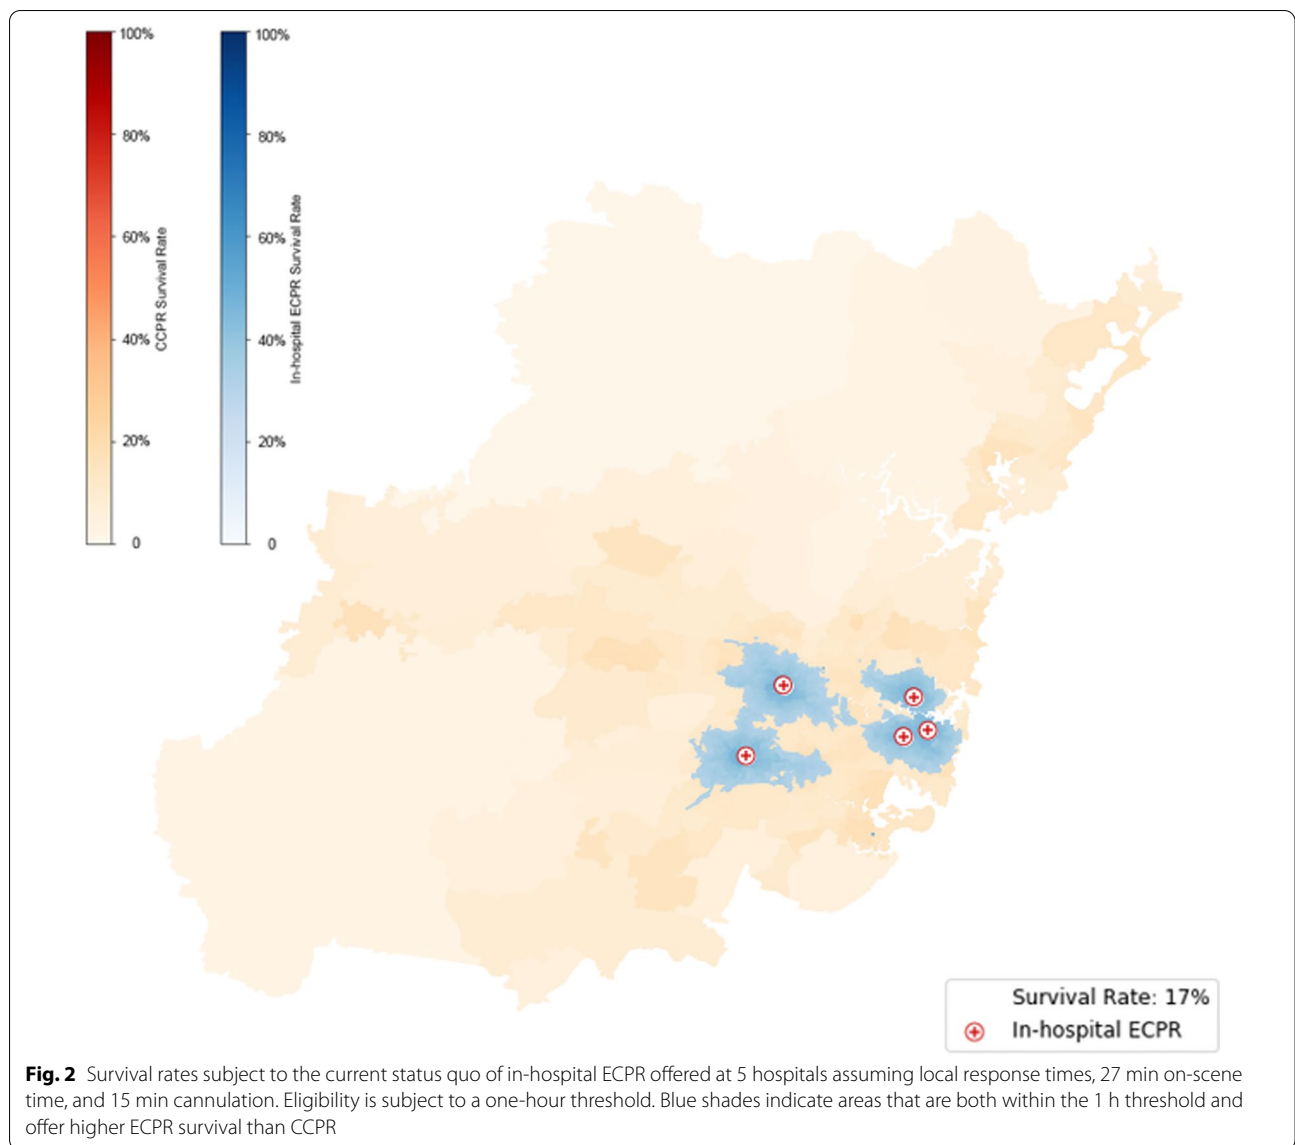 100%
80%
60%
40%
20%
0
CCPR Survival Rate
100%
80%
60%
40%
20%
0
In-hospital ECPR Survival Rate
Survival Rate: 17%
In-hospital ECPR
Fig. 2 Survival rates subject to the current status quo of in-hospital ECPR offered at 5 hospitals assuming local response times, 27 min on-scene
time, and 15 min cannulation. Eligibility is subject to a one-hour threshold. Blue shades indicate areas that are both within the 1 h threshold and
offer higher ECPR survival than CCPR